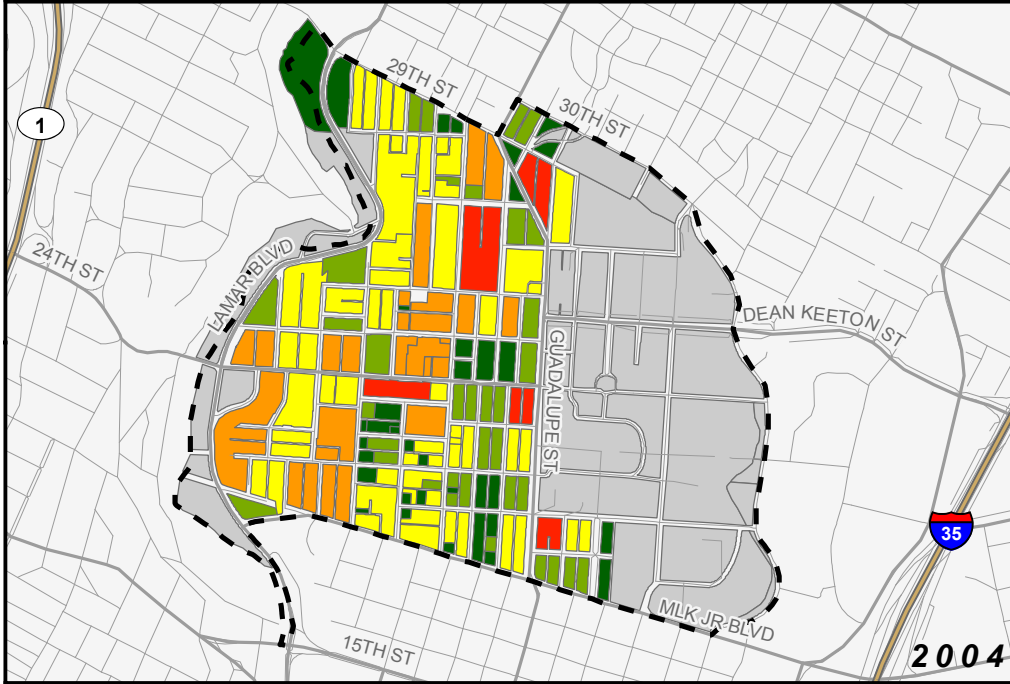 29TH ST
30TH ST
1
24TH ST
LAMAR BLVD
DEAN KEETON ST
GUADALUPE ST
35
MLK JR BLVD
15TH ST
2004